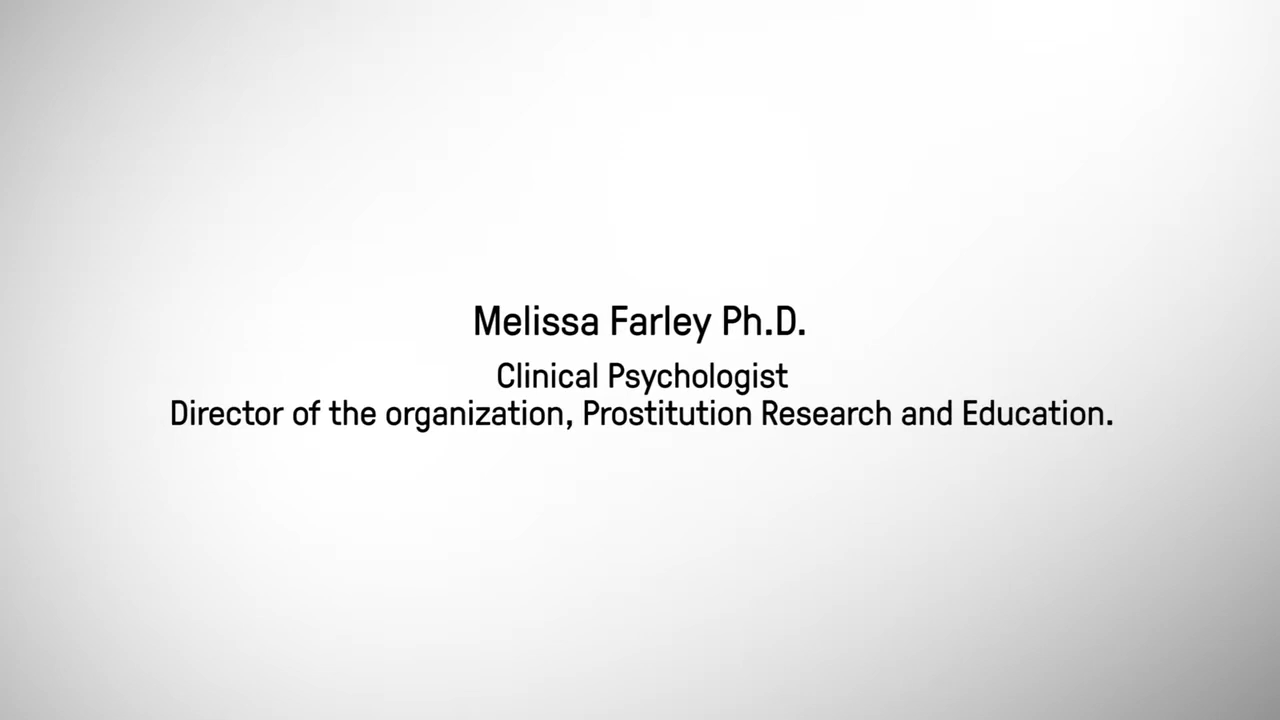 Melissa Farley Ph.D.
Clinical Psychologist
Director of the organization, Prostitution Research and Education.